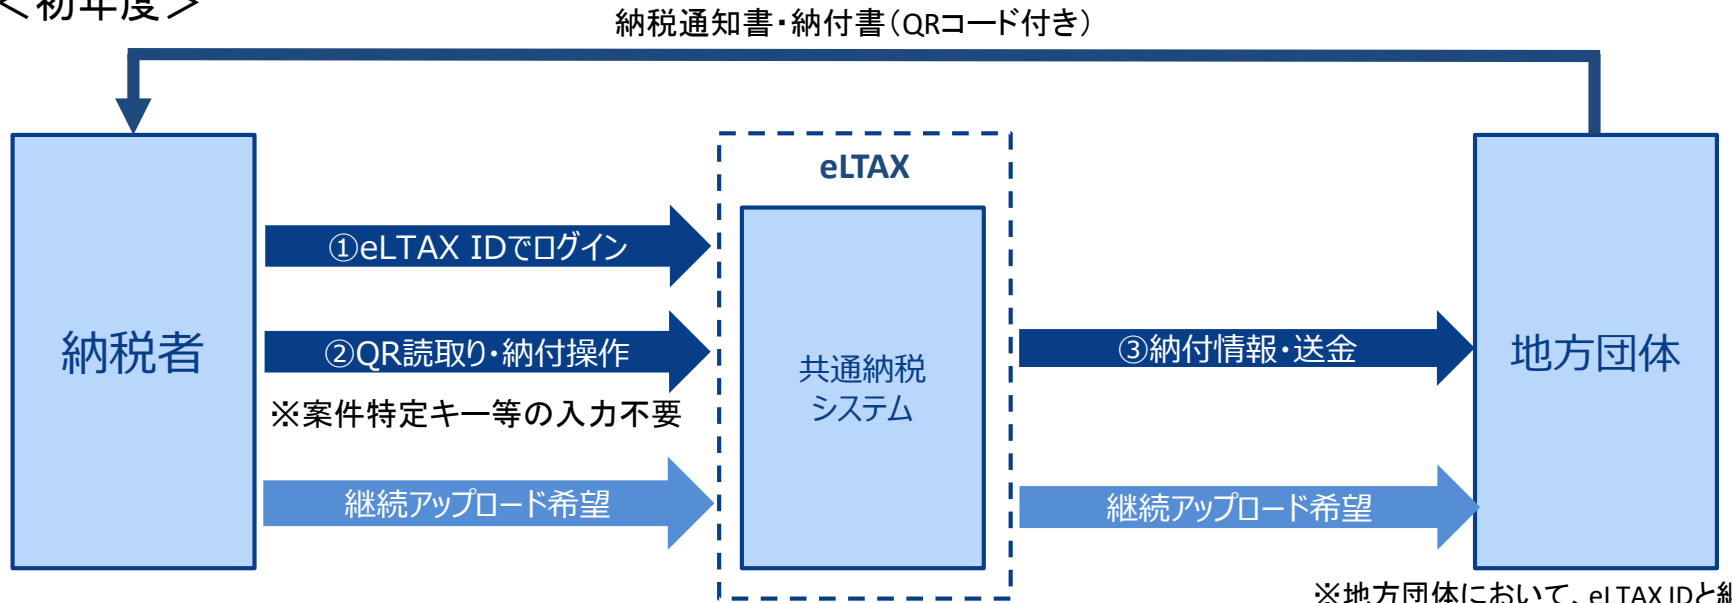 ＜初年度＞
納税通知書・納付書（QRコード付き）
eLTAX
①eLTAX IDでログイン
納税者
②QR読取り・納付操作
③納付情報・送金
地方団体
共通納税
システム
※案件特定キー等の入力不要
継続アップロード希望
継続アップロード希望
※地方団体において、eLTAX IDと